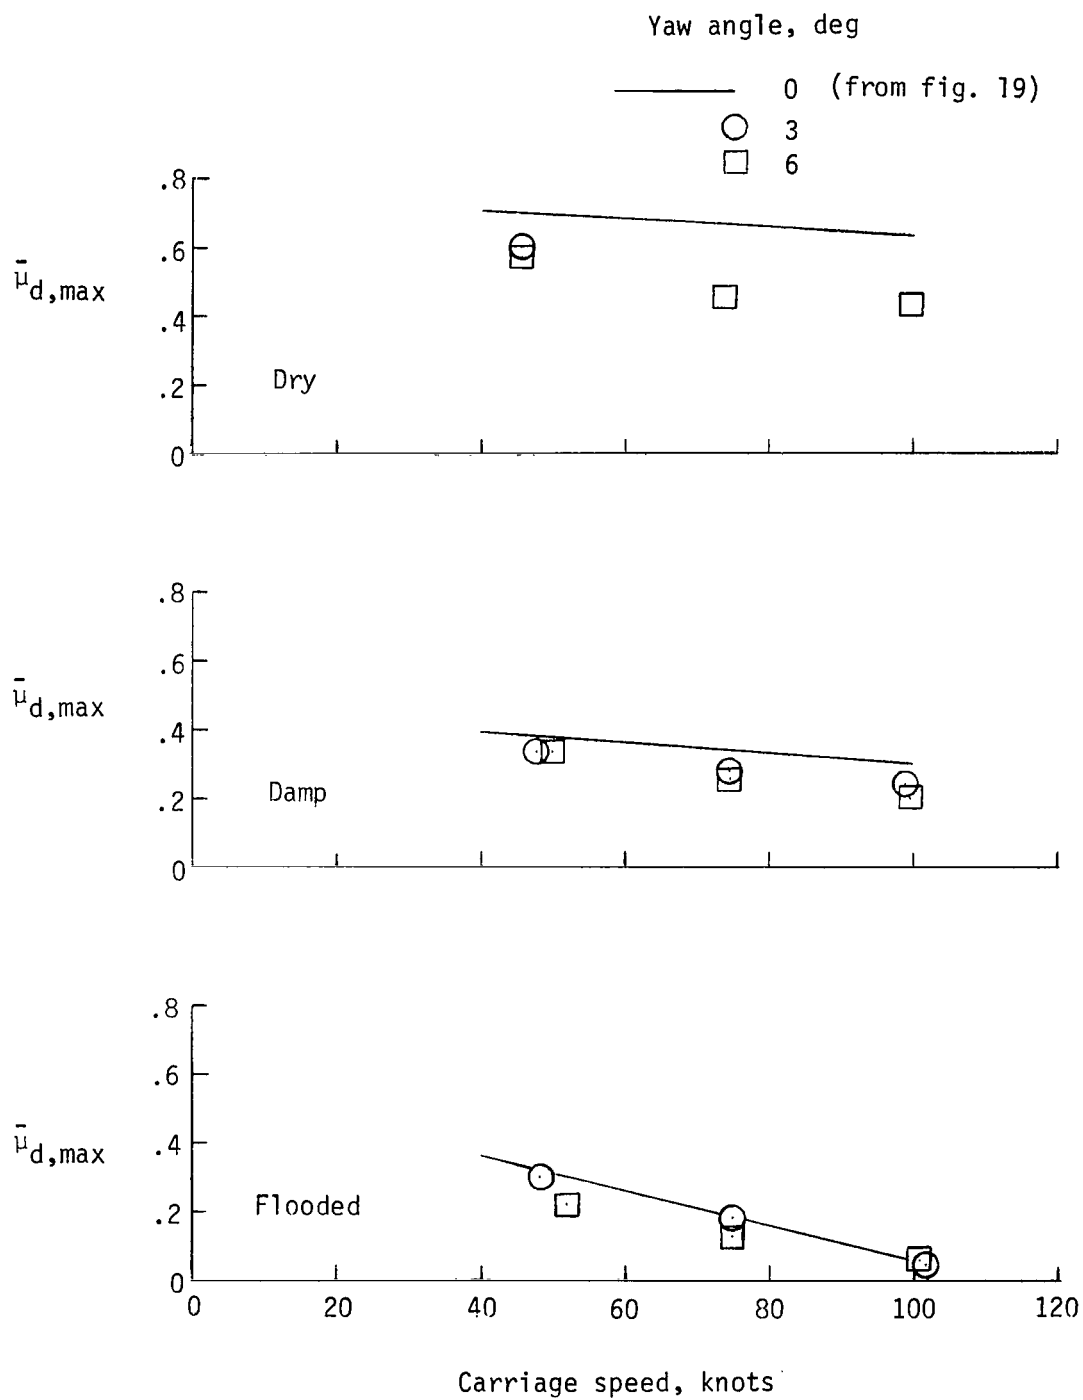 Yaw angle, deg
0 (from fig. 19)
3
6
.8
.6
μ̄d,max
.4
Dry
.2
0
.8
.6
μ̄d,max
.4
Damp
.2
0
.8
.6
μ̄d,max
.4
Flooded
.2
0
0 20 40 60 80 100 120
Carriage speed, knots